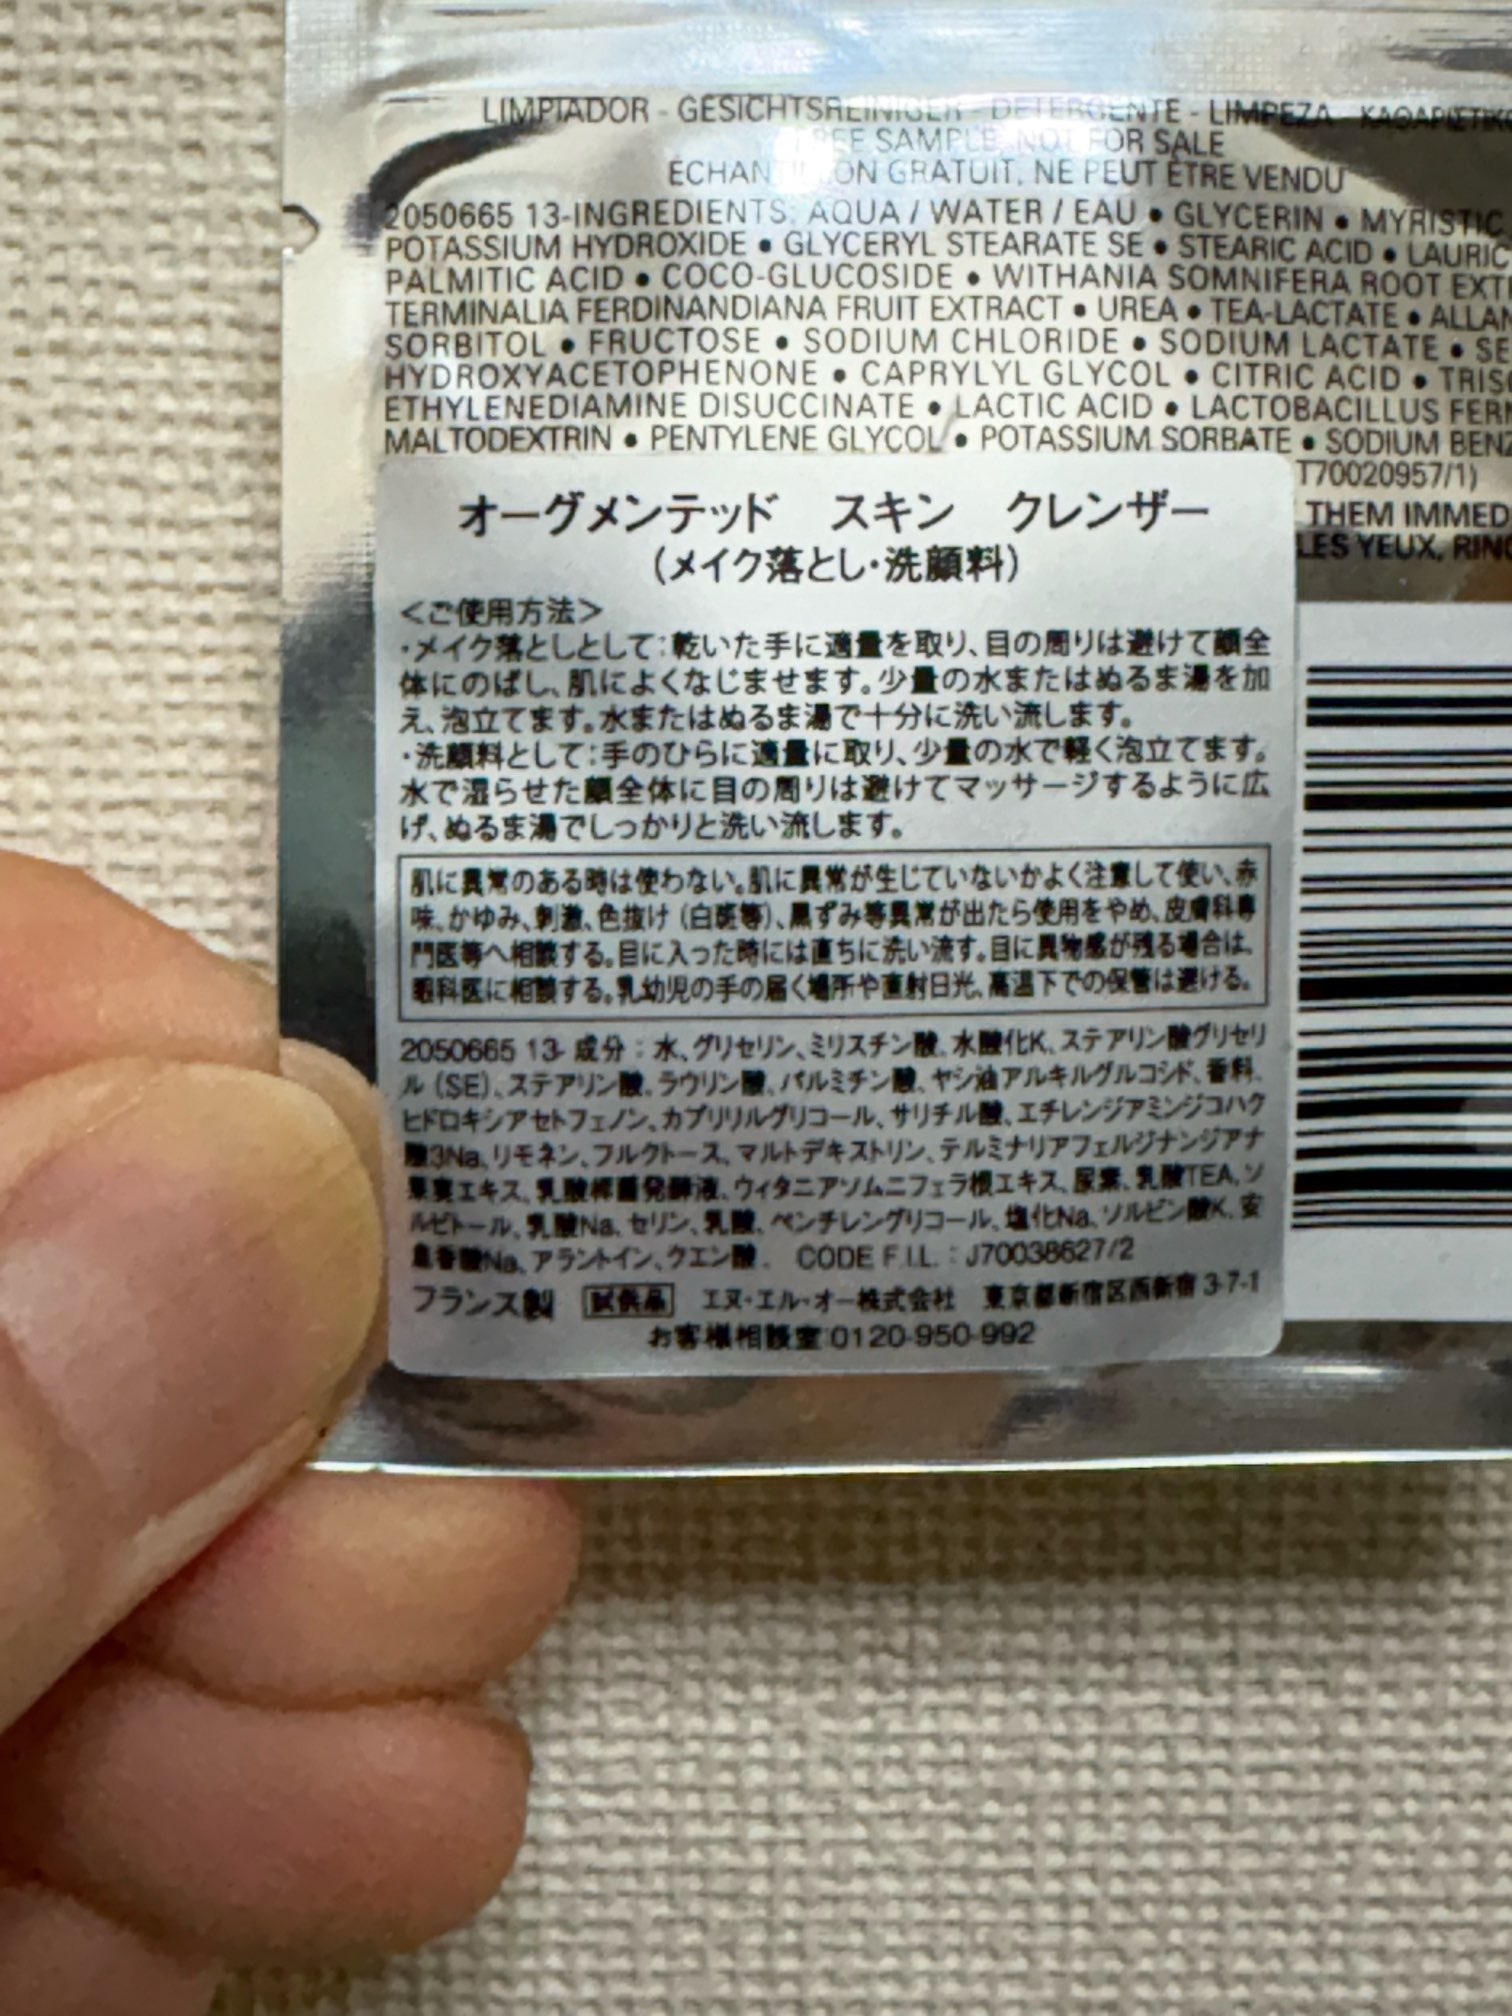 LIMPIADOR - GESICHTSREINIGER - DETERGENTE - LIMPEZA - ΚΑΘΑΡΙΣΤΙΚΟ
FREE SAMPLE, NOT FOR SALE
ÉCHANTILLON GRATUIT, NE PEUT ÊTRE VENDU
2050665 13-INGREDIENTS: AQUA / WATER / EAU • GLYCERIN • MYRISTIC
POTASSIUM HYDROXIDE • GLYCERYL STEARATE SE • STEARIC ACID • LAURIC
PALMITIC ACID • COCO-GLUCOSIDE • WITHANIA SOMNIFERA ROOT EXT
TERMINALIA FERDINANDIANA FRUIT EXTRACT • UREA • TEA-LACTATE • ALLAN
SORBITOL • FRUCTOSE • SODIUM CHLORIDE • SODIUM LACTATE • SE
HYDROXYACETOPHENONE • CAPRYLYL GLYCOL • CITRIC ACID • TRISO
ETHYLENEDIAMINE DISUCCINATE • LACTIC ACID • LACTOBACILLUS FER
MALTODEXTRIN • PENTYLENE GLYCOL • POTASSIUM SORBATE • SODIUM BENZ
T70020957/1)
THEM IMMED
LES YEUX, RINC
オーグメンテッド スキン クレンザー
(メイク落とし・洗顔料)
<ご使用方法>
・メイク落としとして:乾いた手に適量を取り、目の周りは避けて顔全
体にのばし、肌によくなじませます。少量の水またはぬるま湯を加
え、泡立てます。水またはぬるま湯で十分に洗い流します。
・洗顔料として:手のひらに適量に取り、少量の水で軽く泡立てます。
水で湿らせた顔全体に目の周りは避けてマッサージするように広
げ、ぬるま湯でしっかりと洗い流します。
肌に異常のある時は使わない。肌に異常が生じていないかよく注意して使い、赤
味、かゆみ、刺激、色抜け(白斑等)、黒ずみ等異常が出たら使用をやめ、皮膚科専
門医等へ相談する。目に入った時には直ちに洗い流す。目に異物感が残る場合は、
眼科医に相談する。乳幼児の手の届く場所や直射日光、高温下での保管は避ける。
2050665 13- 成分:水、グリセリン、ミリスチン酸、水酸化K、ステアリン酸グリセリ
ル(SE)、ステアリン酸、ラウリン酸、パルミチン酸、ヤシ油アルキルグルコシド、香料、
ヒドロキシアセトフェノン、カプリリルグリコール、サリチル酸、エチレンジアミンジコハク
酸3Na、リモネン、フルクトース、マルトデキストリン、テルミナリアフェルジナンジアナ
果実エキス、乳酸桿菌発酵液、ウィタニアソムニフェラ根エキス、尿素、乳酸TEA、ソ
ルビトール、乳酸Na、セリン、乳酸、ペンチレングリコール、塩化Na、ソルビン酸K、安
息香酸Na、アラントイン、クエン酸. CODE F.I.L.:J70038627/2
フランス製 試供品 エヌ・エル・オー株式会社 東京都新宿区西新宿 3-7-1
お客様相談室 0120-950-992